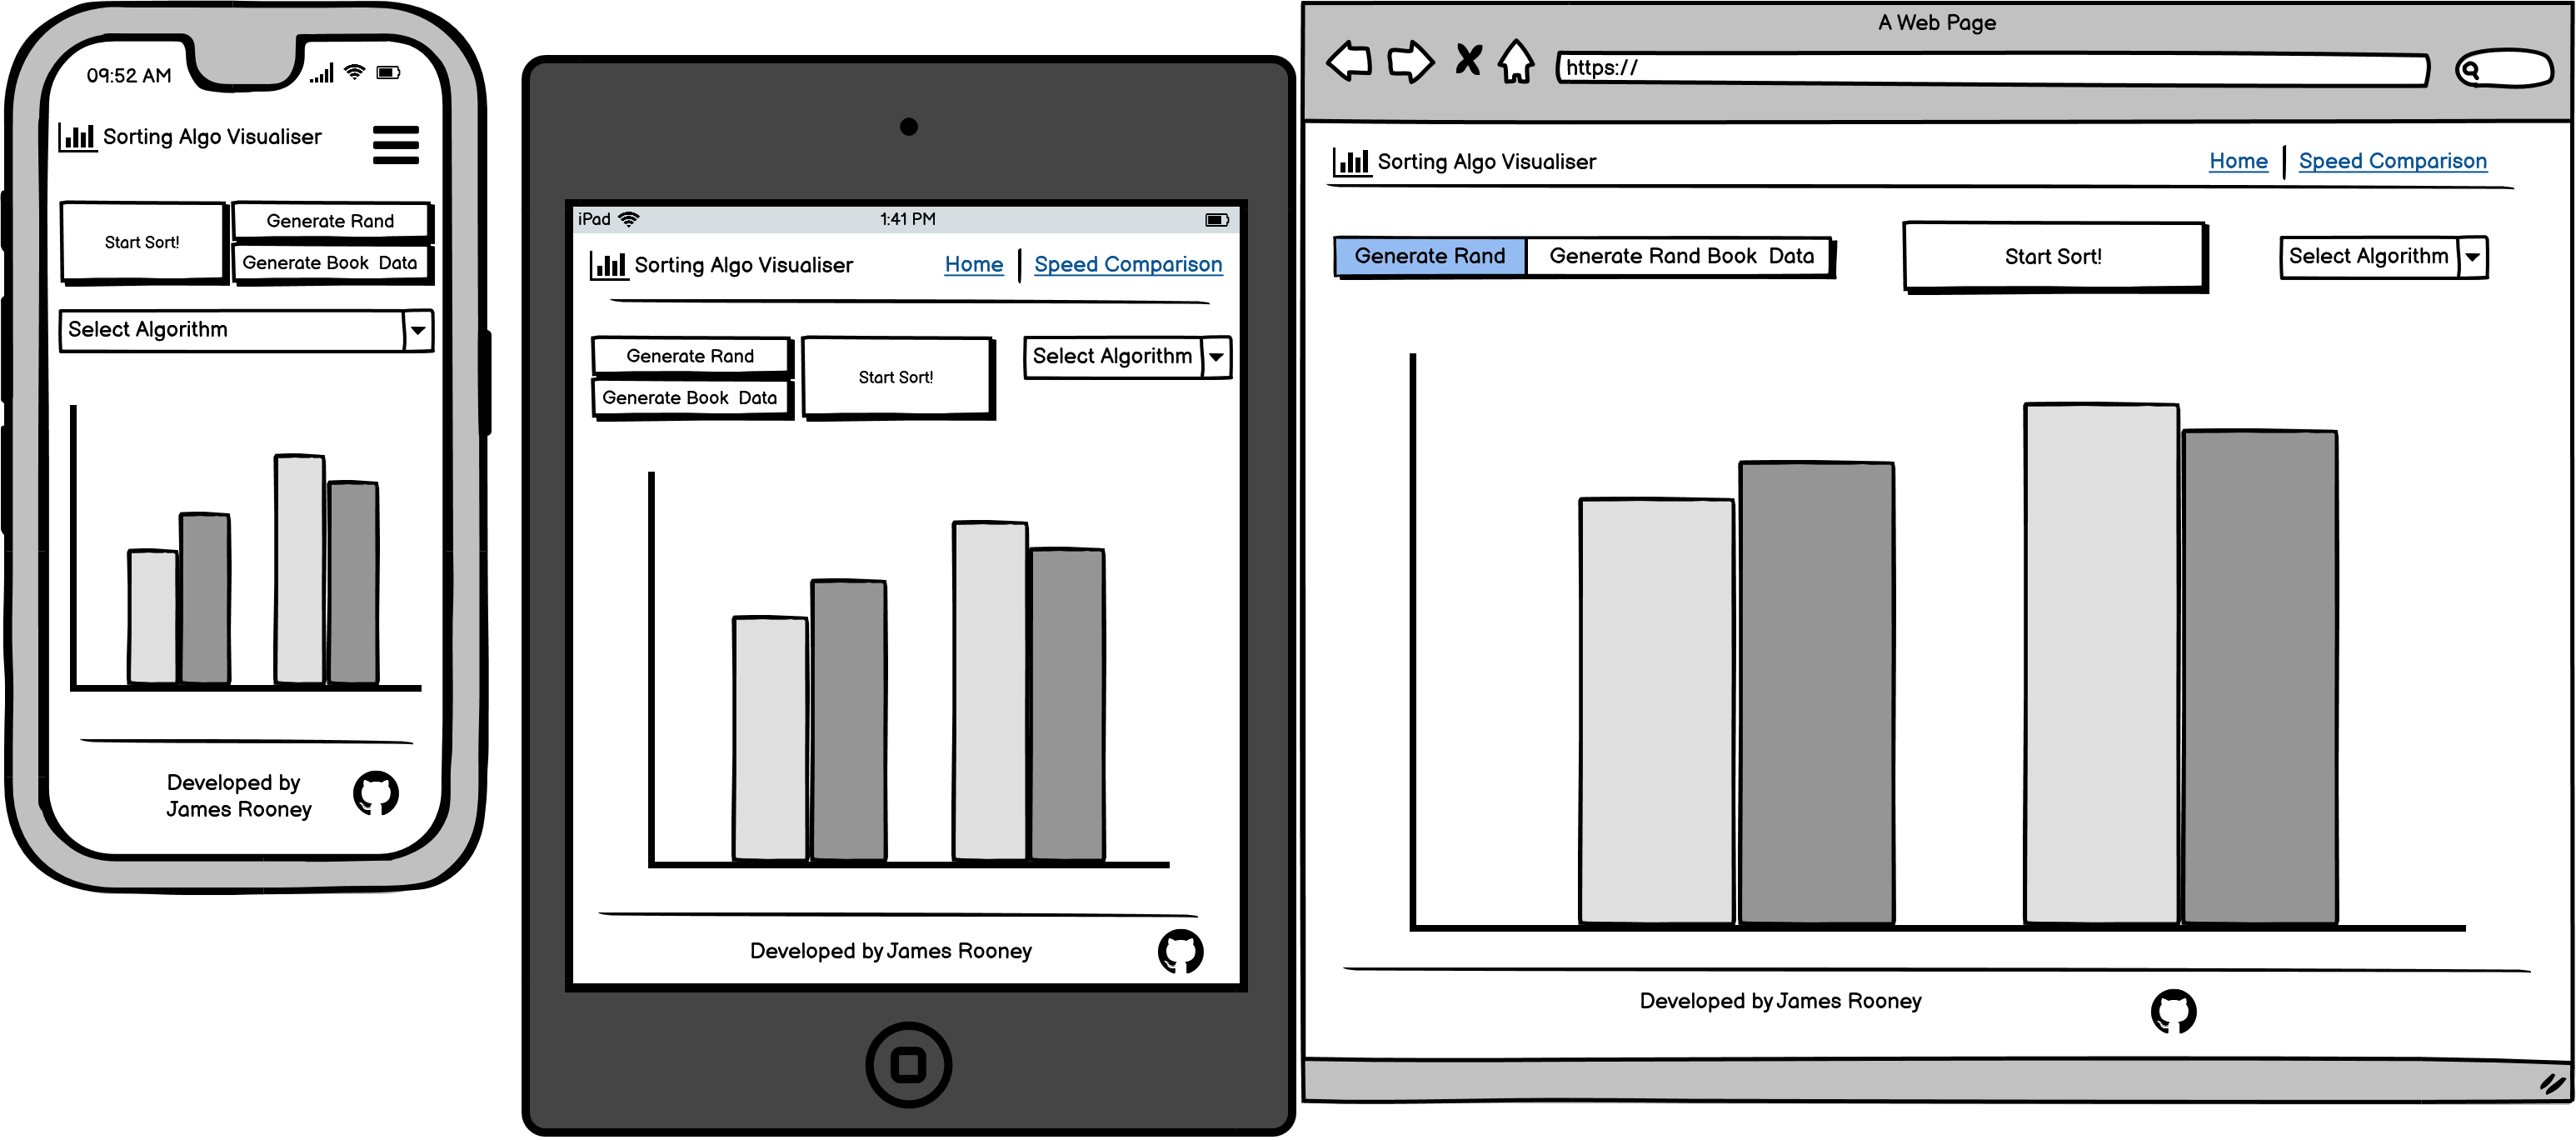 09:52 AM
Sorting Algo Visualiser
Start Sort!
Generate Rand
Generate Book Data
Select Algorithm
Developed by
James Rooney
iPad
1:41 PM
Sorting Algo Visualiser
Home
Speed Comparison
Generate Rand
Generate Book Data
Start Sort!
Select Algorithm
Developed by James Rooney
A Web Page
https://
Sorting Algo Visualiser
Home
Speed Comparison
Generate Rand
Generate Rand Book Data
Start Sort!
Select Algorithm
Developed by James Rooney